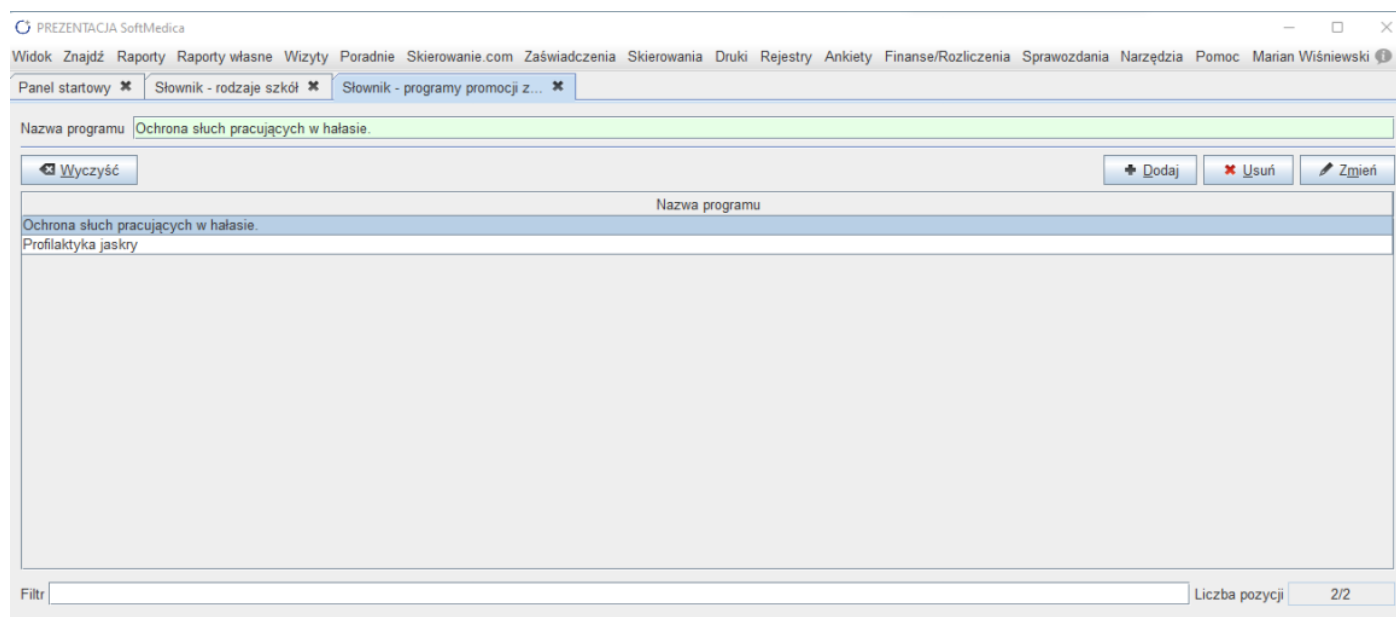 PREZENTACJA SoftMedica
Widok Znajdź Raporty Raporty własne Wizyty Poradnie Skierowanie.com Zaświadczenia Skierowania Druki Rejestry Ankiety Finanse/Rozliczenia Sprawozdania Narzędzia Pomoc Marian Wiśniewski
Panel startowy Słownik - rodzaje szkół Słownik - programy promocji z...
Nazwa programu Ochrona słuch pracujących w hałasie.
Wyczyść Dodaj Usuń Zmień
Nazwa programu
Ochrona słuch pracujących w hałasie.
Profilaktyka jaskry
Filtr Liczba pozycji 2/2